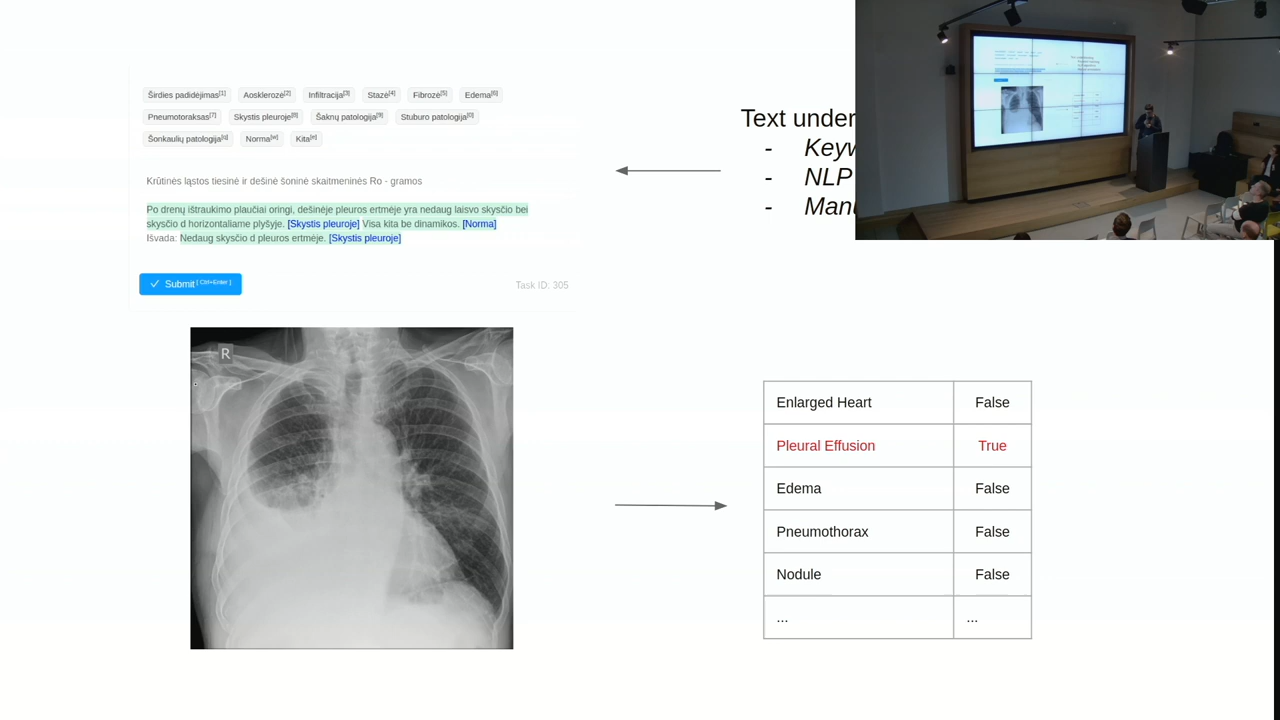 Širdies padidėjimas[1] Aosklerozė[2] Infiltracija[3] Stazė[4] Fibrozė[5] Edema[6]
Pneumotoraksas[7] Skystis pleuroje[8] Šaknų patologija[9] Stuburo patologija[0]
Šonkaulių patologija[q] Norma[w] Kita[e]
Krūtinės ląstos tiesinė ir dešinė šoninė skaitmeninės Ro - gramos
Po drenų ištraukimo plaučiai oringi, dešinėje pleuros ertmėje yra nedaug laisvo skysčio bei
skysčio d horizontaliame plyšyje. [Skystis pleuroje] Visa kita be dinamikos. [Norma]
Išvada: Nedaug skysčio d pleuros ertmėje. [Skystis pleuroje]
Submit [ Ctrl+Enter ]
Task ID: 305
Text under
- Keyw
- NLP
- Manu
R
Enlarged Heart False
Pleural Effusion True
Edema False
Pneumothorax False
Nodule False
... ...